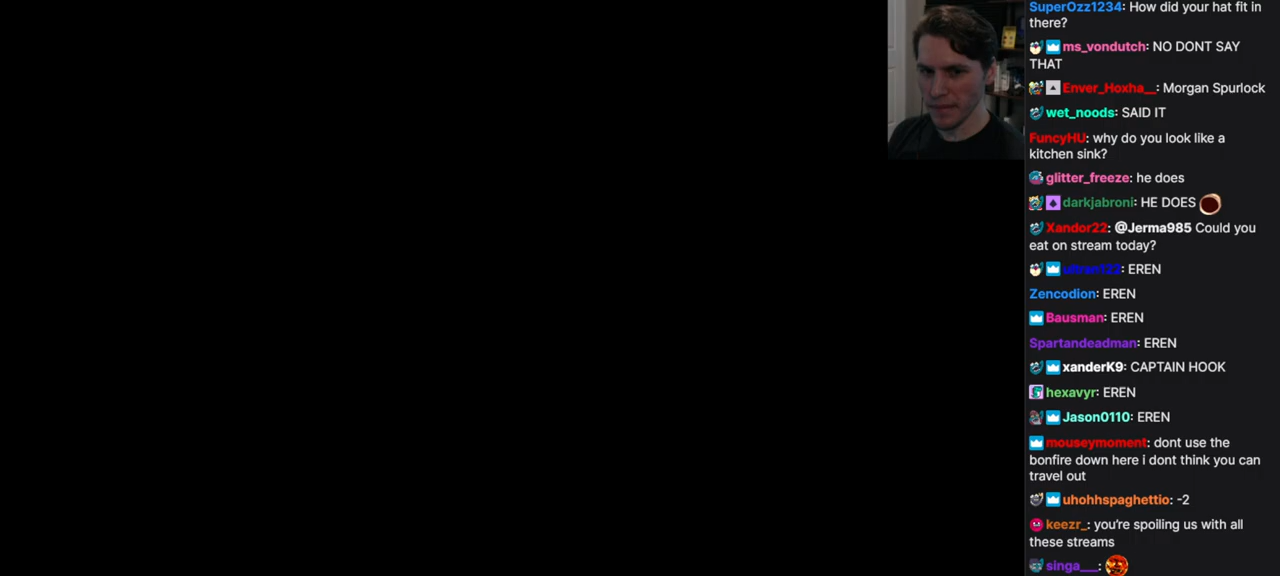 SuperOzz1234: How did your hat fit in
there?
ms_vondutch: NO DONT SAY
THAT
Enver_Hoxha__: Morgan Spurlock
wet_noods: SAID IT
FuncyHU: why do you look like a
kitchen sink?
glitter_freeze: he does
darkjabroni: HE DOES
Xandor22: @Jerma985 Could you
eat on stream today?
EREN
Zencodion: EREN
Bausman: EREN
Spartandeadman: EREN
xanderK9: CAPTAIN HOOK
hexavyr: EREN
Jason0110: EREN
mouseymoment: dont use the
bonfire down here i dont think you can
travel out
uhohhspaghettio: -2
keezr_: you're spoiling us with all
these streams
singa___: